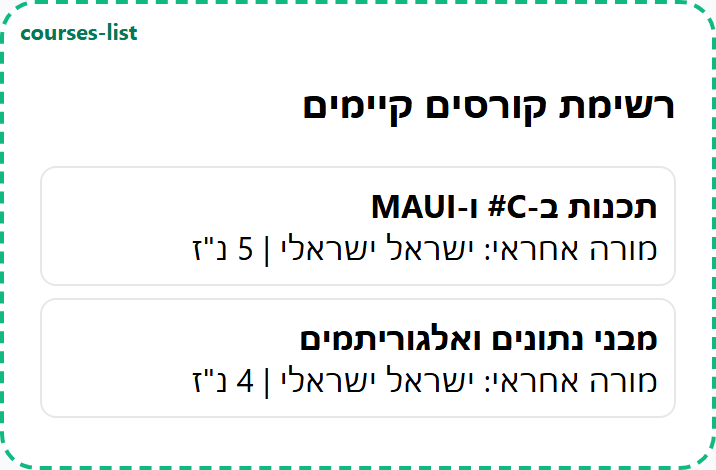 courses-list
רשימת קורסים קיימים
תכנות ב-C# ו-MAUI
מורה אחראי: ישראל ישראלי | 5 נ"ז
מבני נתונים ואלגוריתמים
מורה אחראי: ישראל ישראלי | 4 נ"ז